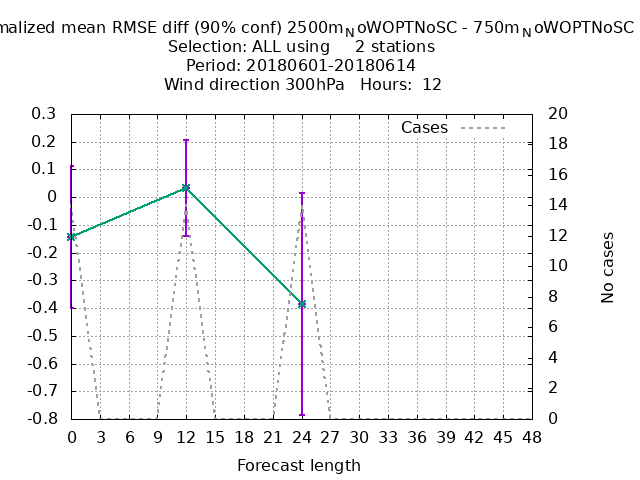 malized mean RMSE diff (90% conf) 2500mNoWOPTNoSC - 750mNoWOPTNoSC
Selection: ALL using 2 stations
Period: 20180601-20180614
Wind direction 300hPa Hours: 12
Cases
0.3
0.2
0.1
0
-0.1
-0.2
-0.3
-0.4
-0.5
-0.6
-0.7
-0.8
20
18
16
14
12
10
8
6
4
2
0
No cases
0 3 6 9 12 15 18 21 24 27 30 33 36 39 42 45 48
Forecast length